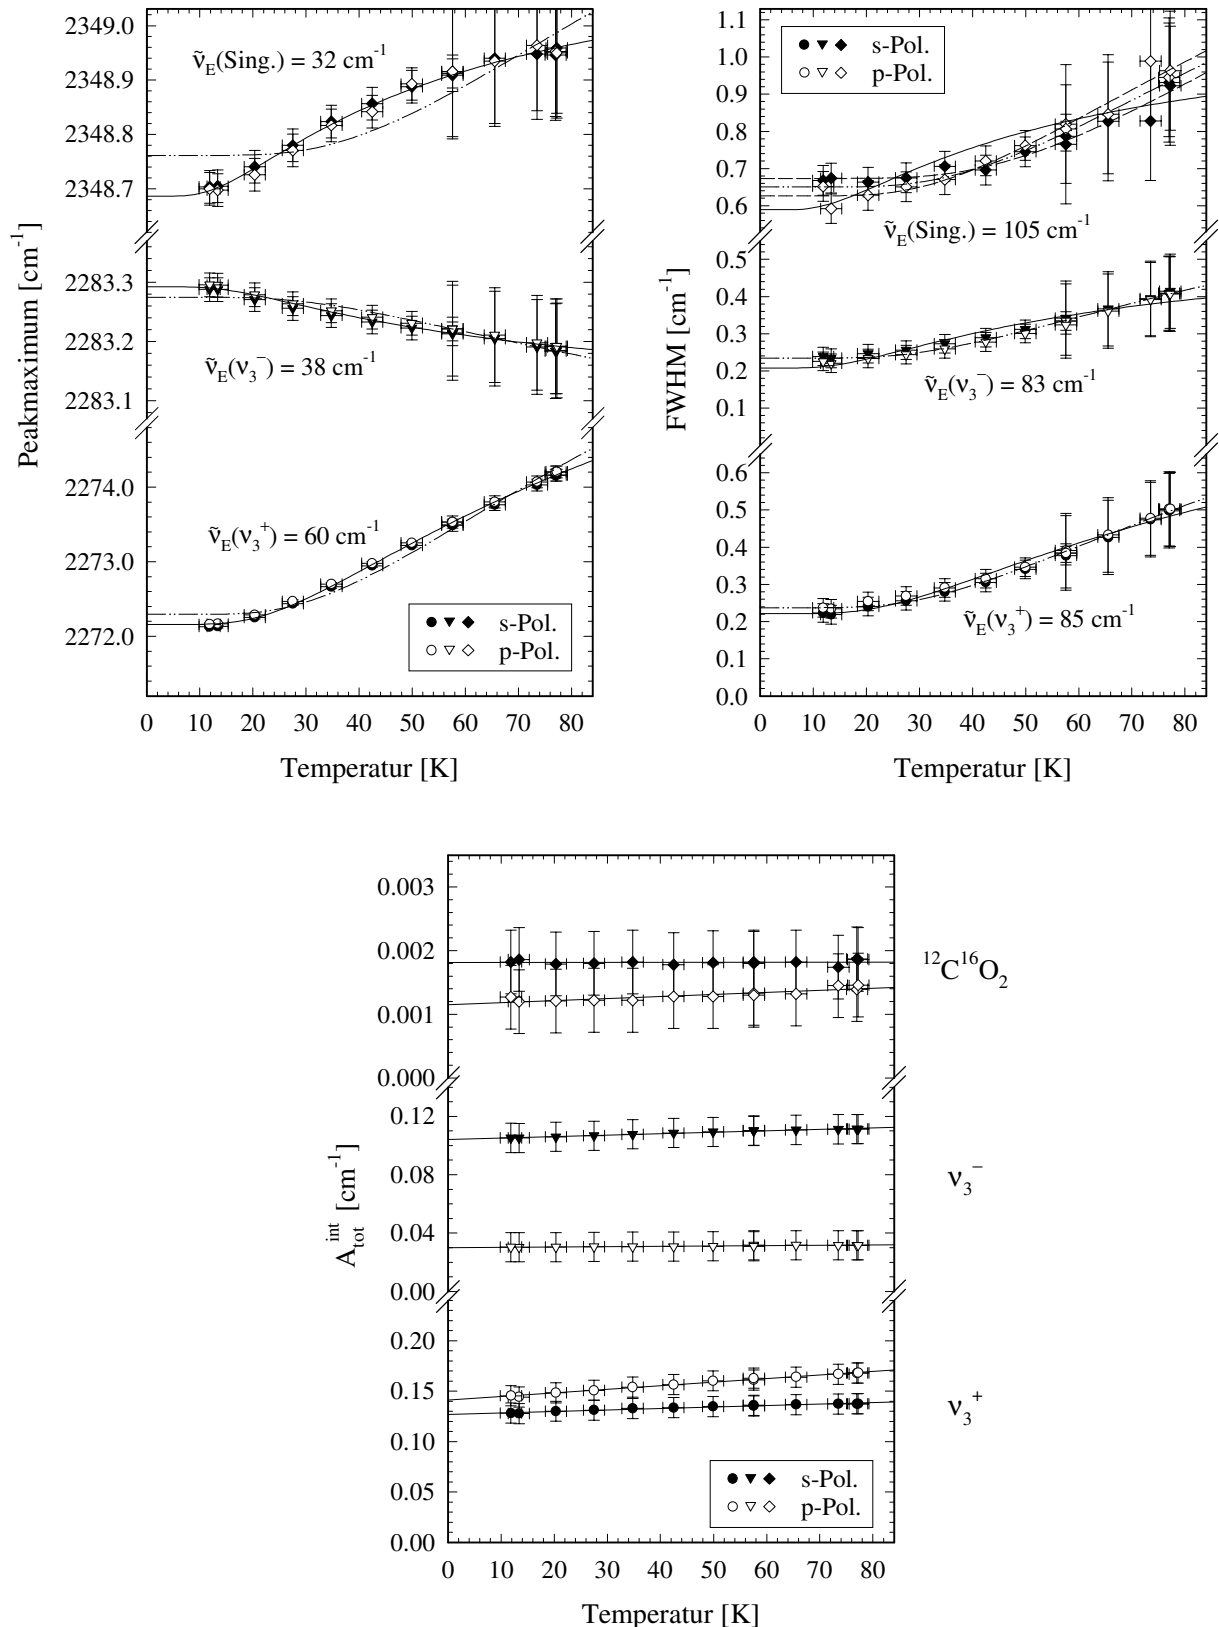 2349.0
2348.9
2348.8
2348.7
2283.3
2283.2
2283.1
2274.0
2273.0
2272.0
Peakmaximum [cm⁻¹]
ṽ_E(Sing.) = 32 cm⁻¹
ṽ_E(ν₃⁻) = 38 cm⁻¹
ṽ_E(ν₃⁺) = 60 cm⁻¹
s-Pol.
p-Pol.
0 10 20 30 40 50 60 70 80
Temperatur [K]
1.1
1.0
0.9
0.8
0.7
0.6
0.5
0.4
0.3
0.2
0.1
0.6
0.5
0.4
0.3
0.2
0.1
0.0
FWHM [cm⁻¹]
s-Pol.
p-Pol.
ṽ_E(Sing.) = 105 cm⁻¹
ṽ_E(ν₃⁻) = 83 cm⁻¹
ṽ_E(ν₃⁺) = 85 cm⁻¹
0 10 20 30 40 50 60 70 80
Temperatur [K]
0.003
0.002
0.001
0.000
0.12
0.08
0.04
0.00
0.20
0.15
0.10
0.05
0.00
A_tot^int [cm⁻¹]
¹²C¹⁶O₂
ν₃⁻
ν₃⁺
s-Pol.
p-Pol.
0 10 20 30 40 50 60 70 80
Temperatur [K]